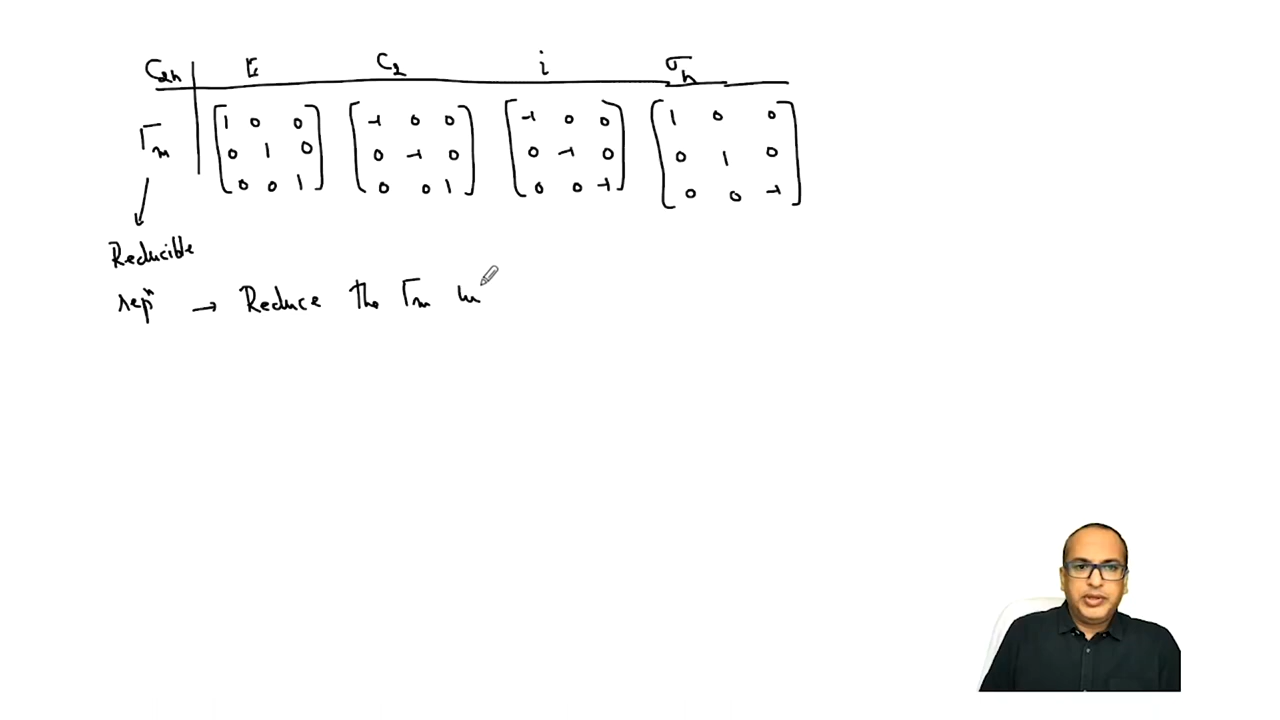 C2h E C2 i σh
Γm [1 0 0 0 1 0 0 0 1] [-1 0 0 0 -1 0 0 0 1] [-1 0 0 0 -1 0 0 0 -1] [1 0 0 0 1 0 0 0 -1]
Reducible
repⁿ → Reduce the Γm in